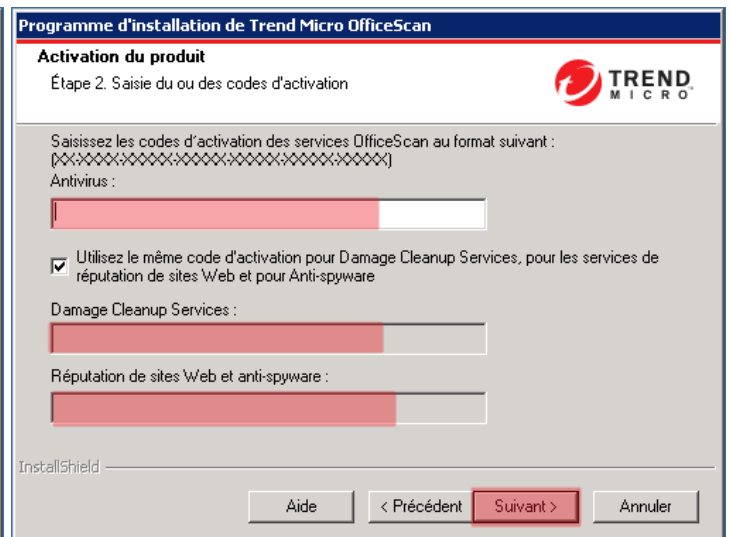 Programme d'installation de Trend Micro OfficeScan
Activation du produit
Étape 2. Saisie du ou des codes d'activation
TREND
MICRO
Saisissez les codes d'activation des services OfficeScan au format suivant :
(XX-XXXX-XXXXX-XXXXX-XXXXX-XXXXX-XXXXX)
Antivirus :
Utilisez le même code d'activation pour Damage Cleanup Services, pour les services de
réputation de sites Web et pour Anti-spyware
Damage Cleanup Services :
Réputation de sites Web et anti-spyware :
InstallShield
Aide
< Précédent
Suivant >
Annuler